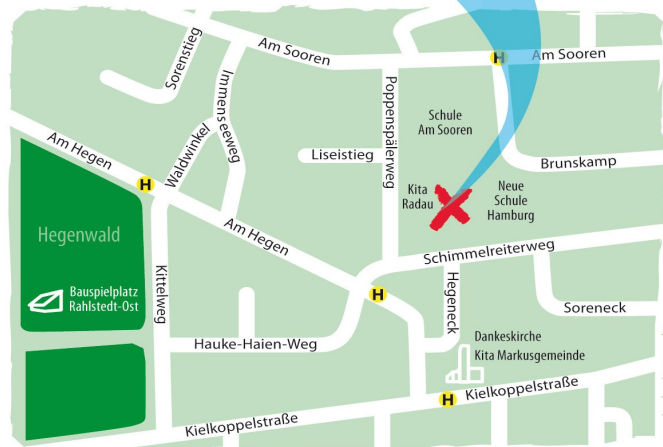 Sorenstieg
Am Sooren
H
Am Sooren
Immenseeweg
Poppenspälerweg
Schule
Am Sooren
Am Hegen
Waldwinkel
Liseistieg
Brunskamp
H
Kita
Radau
Neue
Schule
Hamburg
Hegenwald
Am Hegen
Schimmelreiterweg
Kittelweg
Bauspielplatz
Rahlstedt-Ost
H
Hegeneck
Soreneck
Hauke-Haien-Weg
Dankeskirche
Kita Markusgemeinde
Kielkoppelstraße
H
Kielkoppelstraße